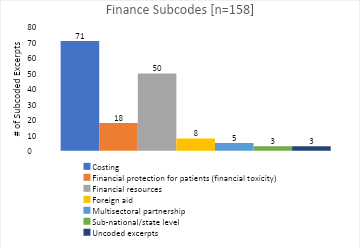 Finance Subcodes [n=158]
# of Subcoded Excerpts
80
70
60
50
40
30
20
10
0
71
18
50
8
5
3
3
Costing
Financial protection for patients (financial toxicity)
Financial resources
Foreign aid
Multisectoral partnership
Sub-national/state level
Uncoded excerpts